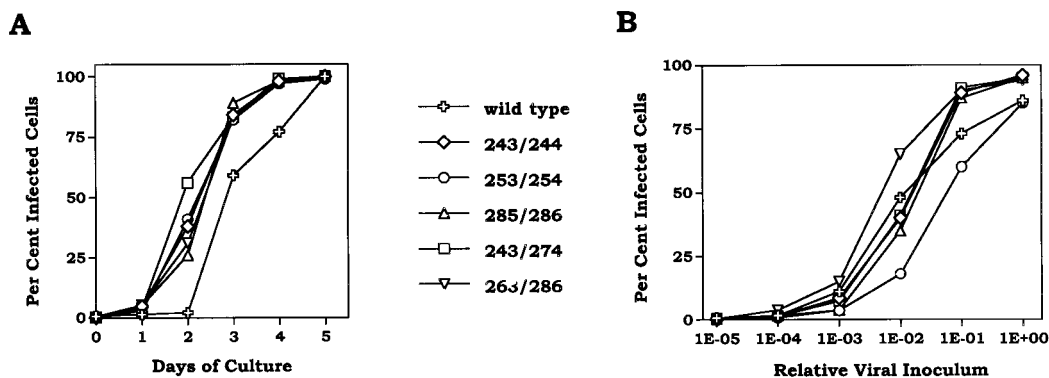 A
B
Per Cent Infected Cells
100
75
50
25
0
0 1 2 3 4 5
Days of Culture
wild type
243/244
253/254
285/286
243/274
263/286
Per Cent Infected Cells
100
75
50
25
0
1E-05 1E-04 1E-03 1E-02 1E-01 1E+00
Relative Viral Inoculum